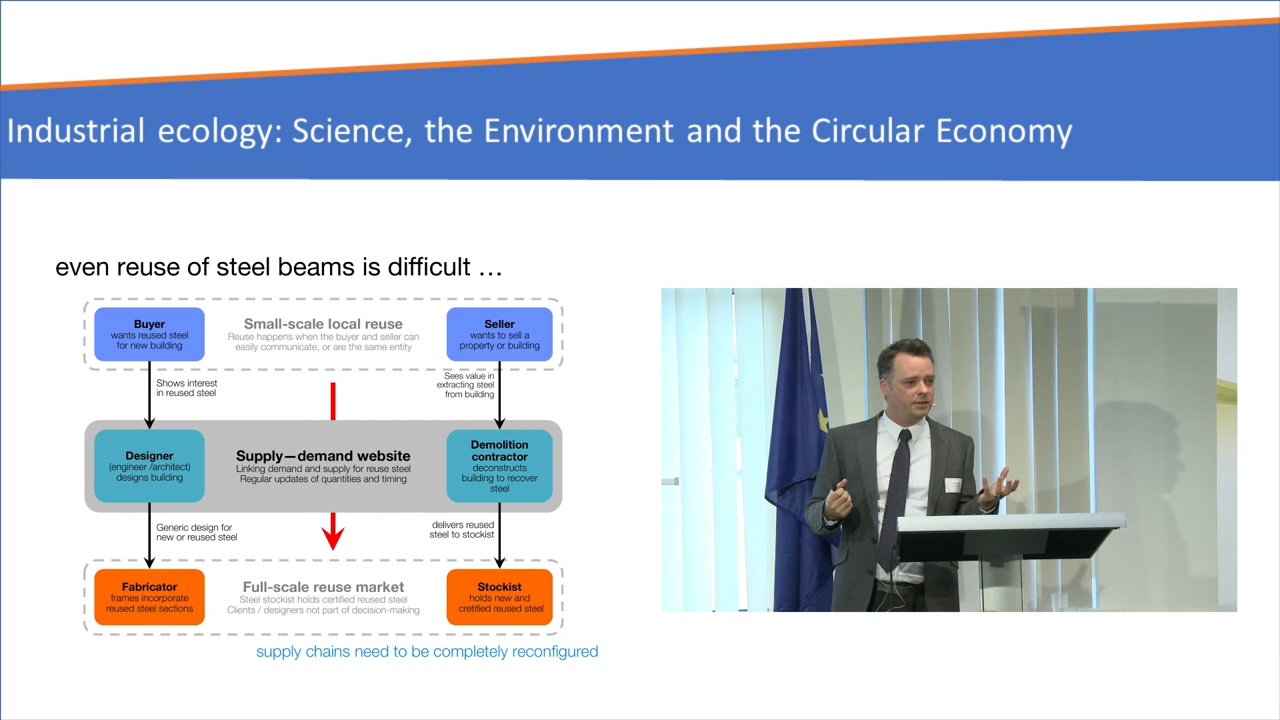 Industrial ecology: Science, the Environment and the Circular Economy
even reuse of steel beams is difficult …
Buyer
wants reused steel
for new building
Small-scale local reuse
Reuse happens when the buyer and seller can
easily communicate, or are the same entity
Seller
wants to sell a
property or building
Shows interest
in reused steel
Sees value in
extracting steel
from building
Designer
(engineer /architect)
designs building
Supply—demand website
Linking demand and supply for reuse steel
Regular updates of quantities and timing
Demolition
contractor
deconstructs
building to recover
steel
Generic design for
new or reused steel
delivers reused
steel to stockist
Fabricator
frames incorporate
reused steel sections
Full-scale reuse market
Steel stockist holds certified reused steel
Clients / designers not part of decision-making
Stockist
holds new and
cretified reused steel
supply chains need to be completely reconfigured